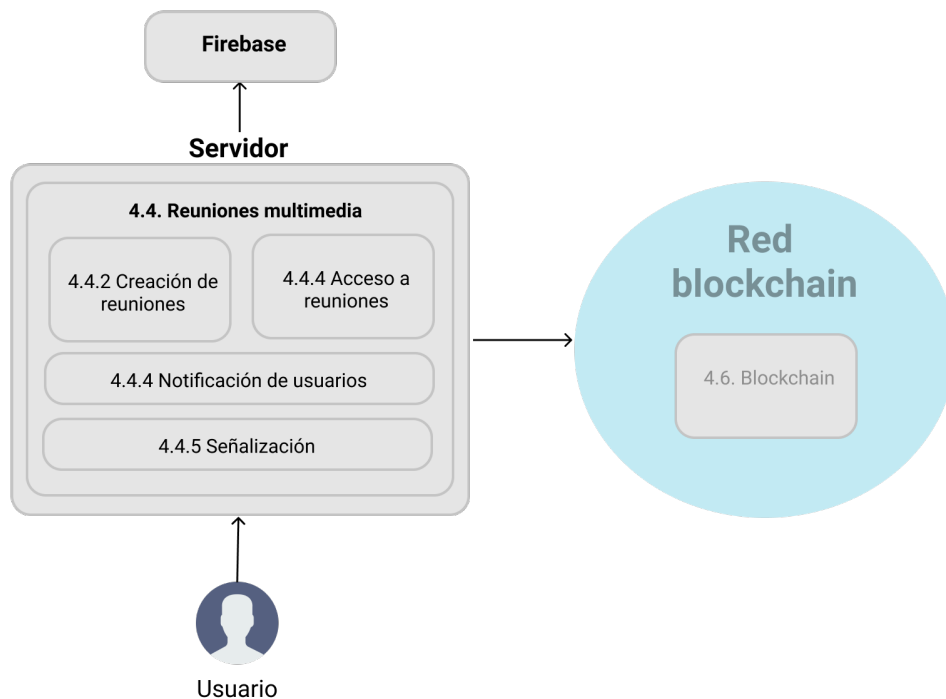 Firebase
Servidor
4.4. Reuniones multimedia
4.4.2 Creación de
reuniones
4.4.4 Acceso a
reuniones
4.4.4 Notificación de usuarios
4.4.5 Señalización
Red
blockchain
4.6. Blockchain
Usuario